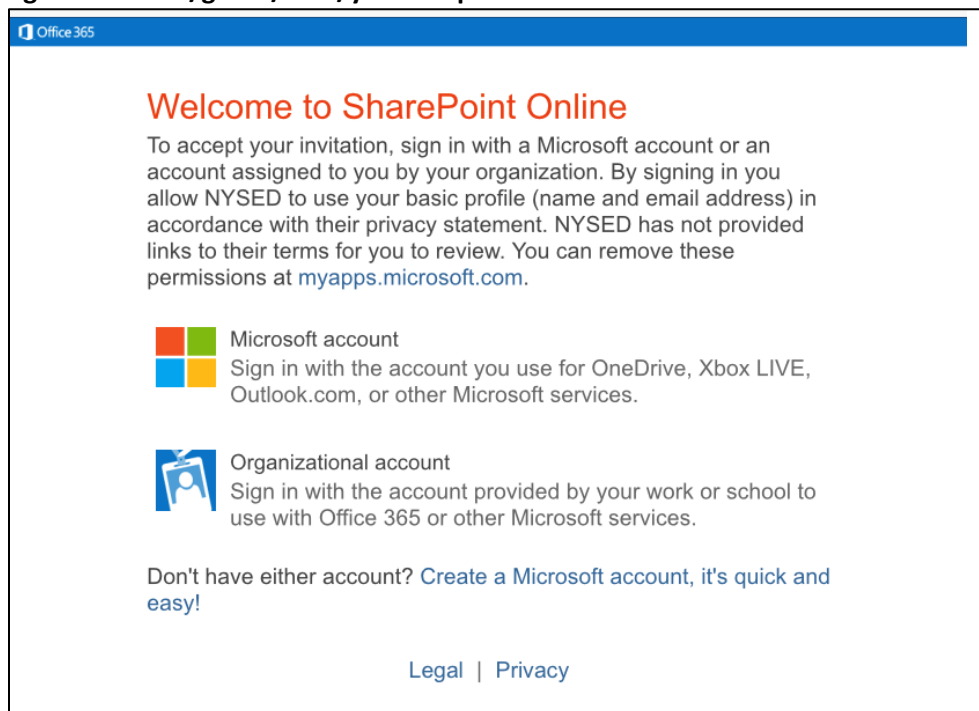 Office 365
Welcome to SharePoint Online
To accept your invitation, sign in with a Microsoft account or an
account assigned to you by your organization. By signing in you
allow NYSED to use your basic profile (name and email address) in
accordance with their privacy statement. NYSED has not provided
links to their terms for you to review. You can remove these
permissions at myapps.microsoft.com.
Microsoft account
Sign in with the account you use for OneDrive, Xbox LIVE,
Outlook.com, or other Microsoft services.
Organizational account
Sign in with the account provided by your work or school to
use with Office 365 or other Microsoft services.
Don't have either account? Create a Microsoft account, it's quick and
easy!
Legal | Privacy